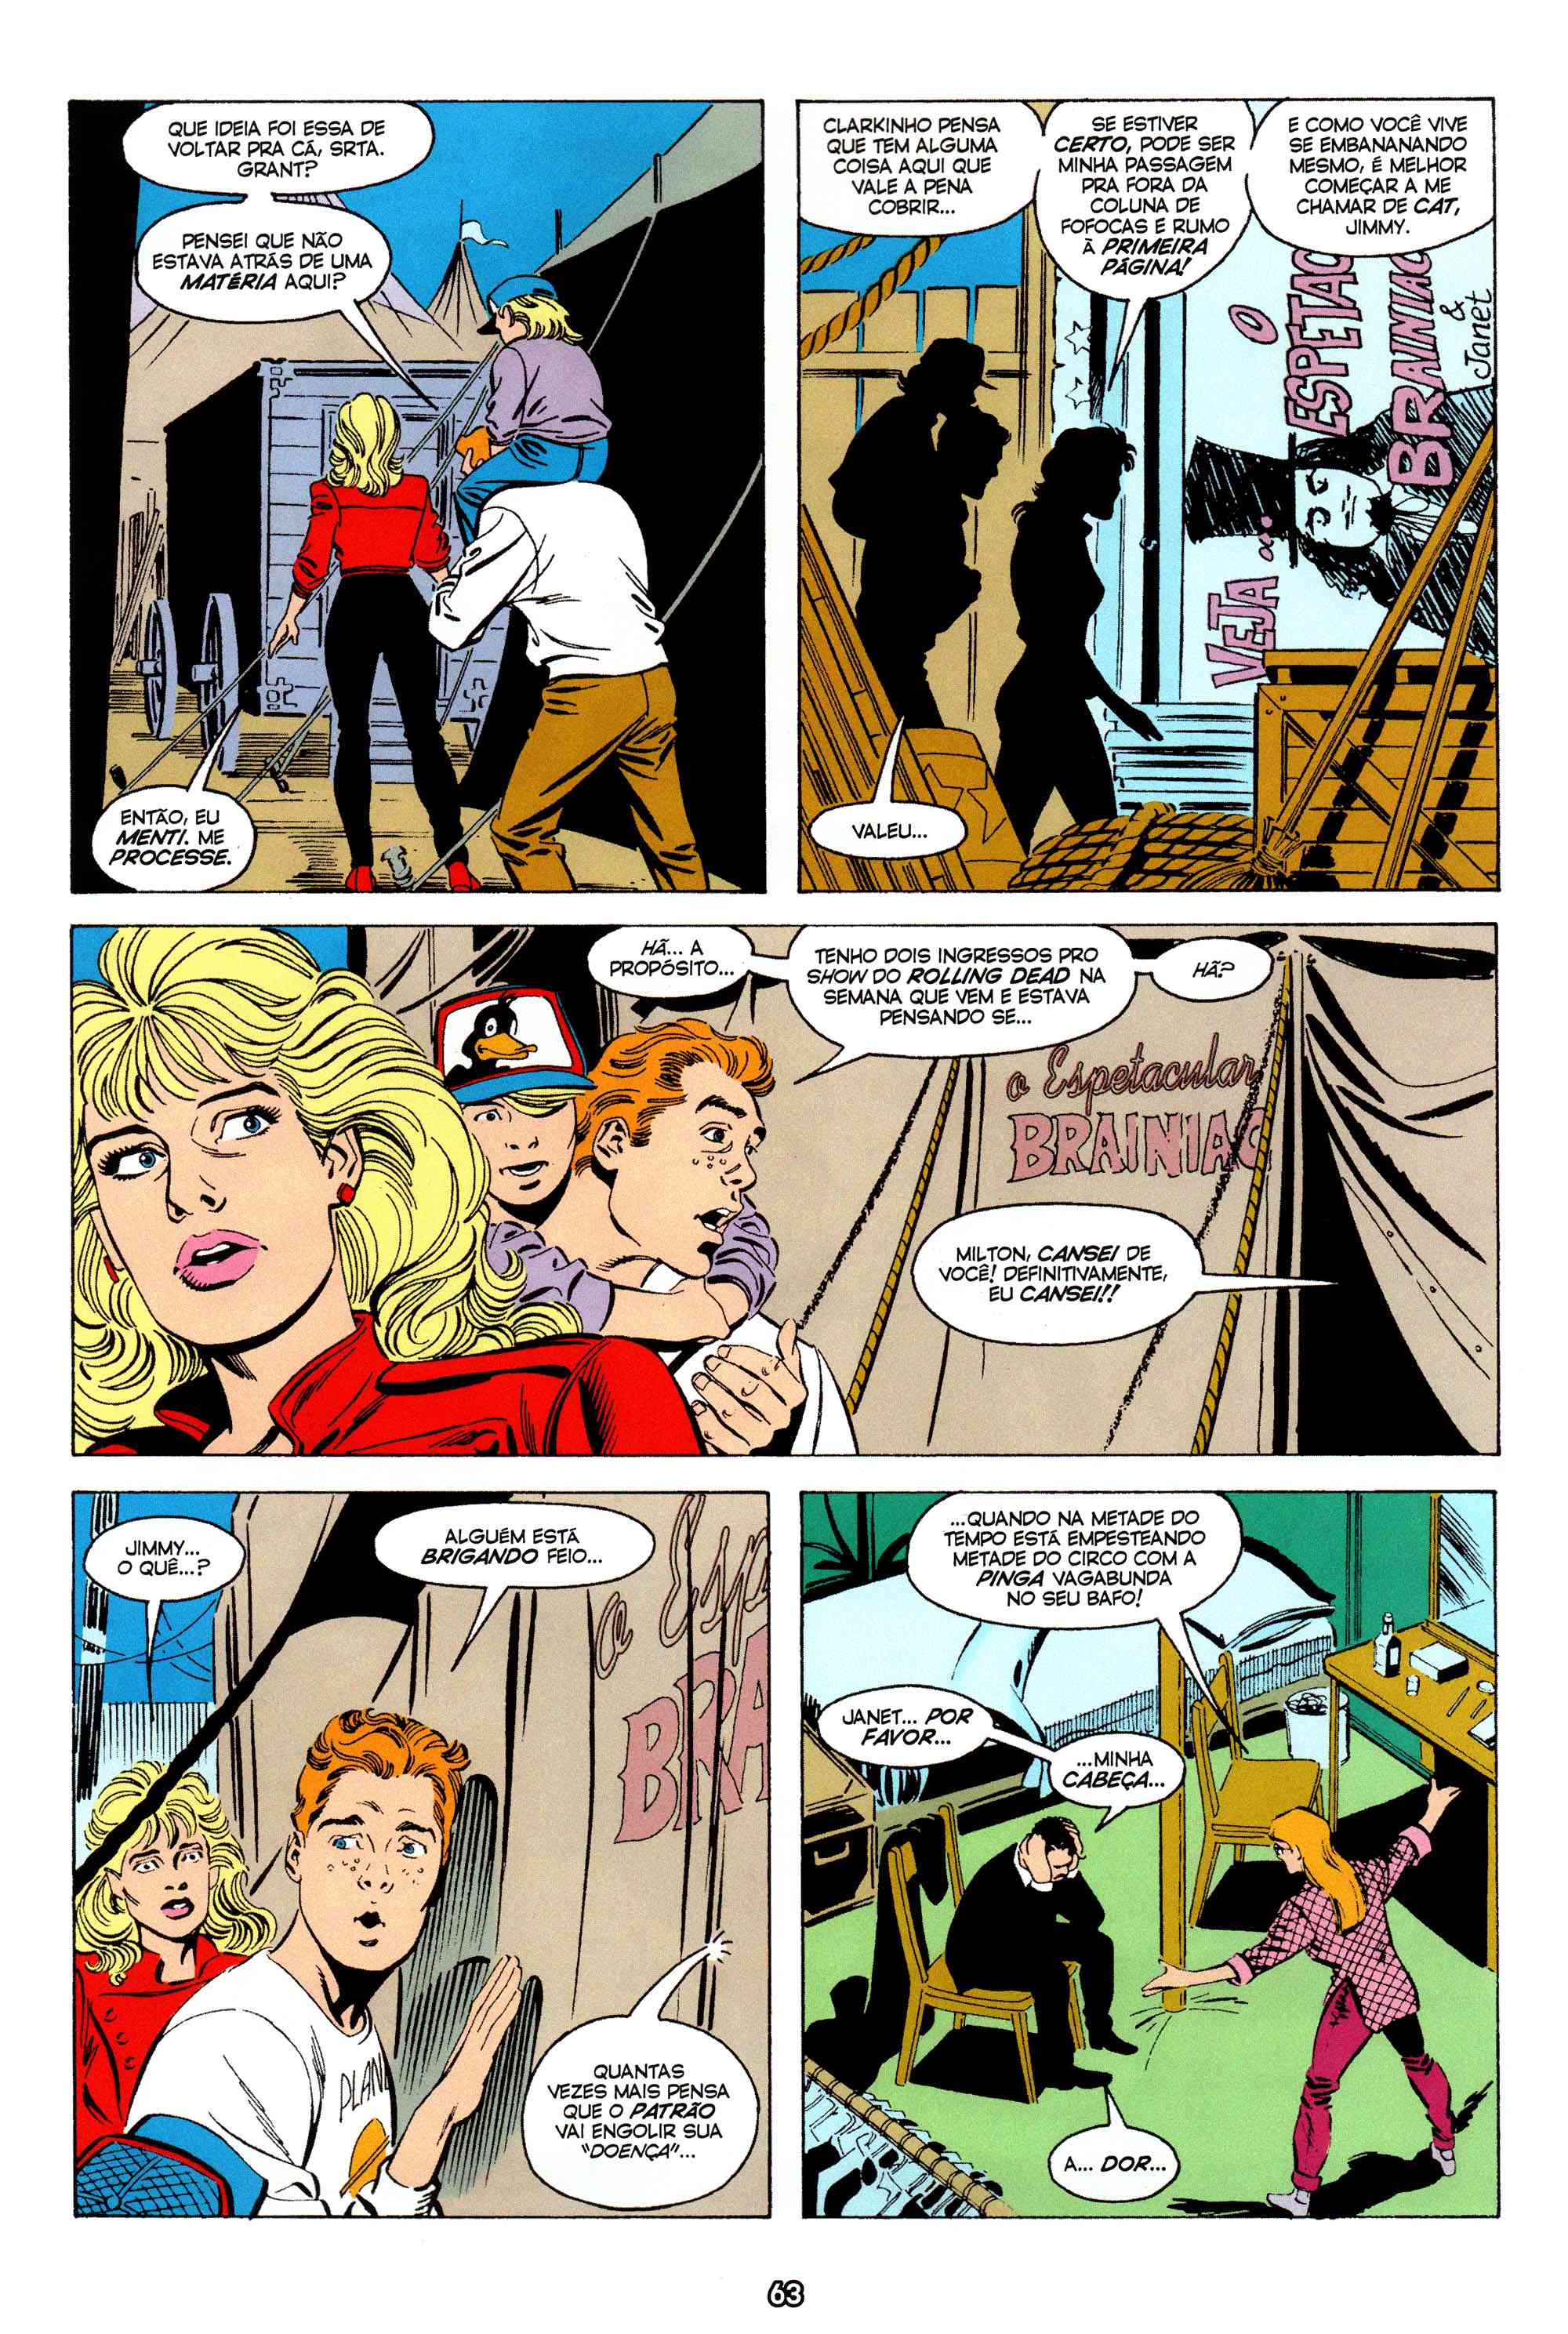 QUE IDEIA FOI ESSA DE
VOLTAR PRA CÁ, SRTA.
GRANT?
PENSEI QUE NÃO
ESTAVA ATRÁS DE UMA
MATÉRIA AQUI?
ENTÃO, EU
MENTI. ME
PROCESSE.
CLARKINHO PENSA
QUE TEM ALGUMA
COISA AQUI QUE
VALE A PENA
COBRIR...
SE ESTIVER
CERTO, PODE SER
MINHA PASSAGEM
PRA FORA DA
COLUNA DE
FOFOCAS E RUMO
À PRIMEIRA
PÁGINA!
E COMO VOCÊ VIVE
SE EMBANANANDO
MESMO, É MELHOR
COMEÇAR A ME
CHAMAR DE CAT,
JIMMY.
VEJA...
O
ESPETAC
BRAINIAC
& Janet
VALEU...
HÃ... A
PROPÓSITO...
TENHO DOIS INGRESSOS PRO
SHOW DO ROLLING DEAD NA
SEMANA QUE VEM E ESTAVA
PENSANDO SE...
HÃ?
o Espetacular
BRAINIAC
MILTON, CANSEI DE
VOCÊ! DEFINITIVAMENTE,
EU CANSEI!!
JIMMY...
O QUÊ...?
ALGUÉM ESTÁ
BRIGANDO FEIO...
o Esp
BRA
PLAN
QUANTAS
VEZES MAIS PENSA
QUE O PATRÃO
VAI ENGOLIR SUA
"DOENÇA"...
...QUANDO NA METADE DO
TEMPO ESTÁ EMPESTEANDO
METADE DO CIRCO COM A
PINGA VAGABUNDA
NO SEU BAFO!
JANET... POR
FAVOR...
...MINHA
CABEÇA...
A... DOR...
63